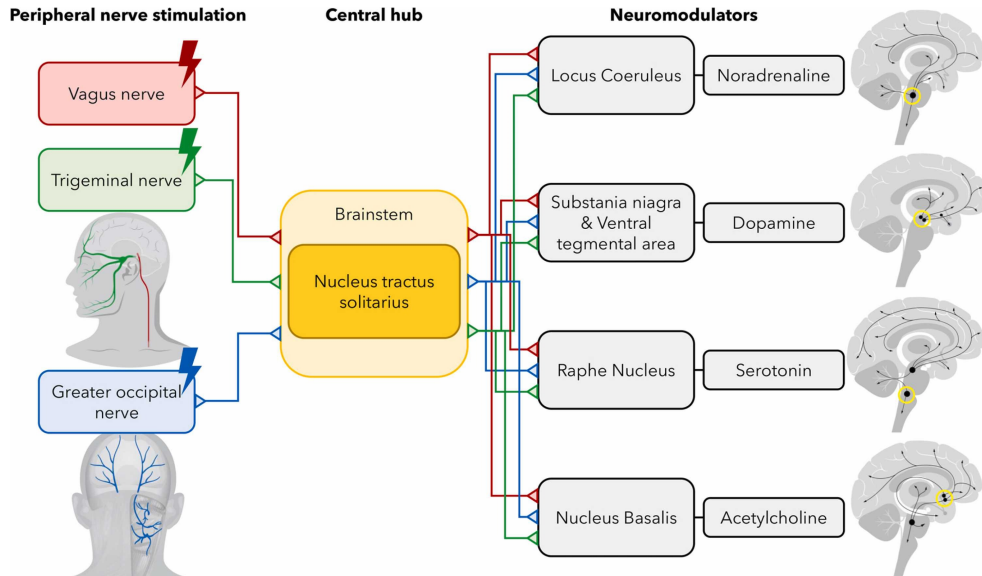 Peripheral nerve stimulation
Central hub
Neuromodulators
Vagus nerve
Trigeminal nerve
Greater occipital
nerve
Brainstem
Nucleus tractus
solitarius
Locus Coeruleus
Noradrenaline
Substania niagra
& Ventral
tegmental area
Dopamine
Raphe Nucleus
Serotonin
Nucleus Basalis
Acetylcholine